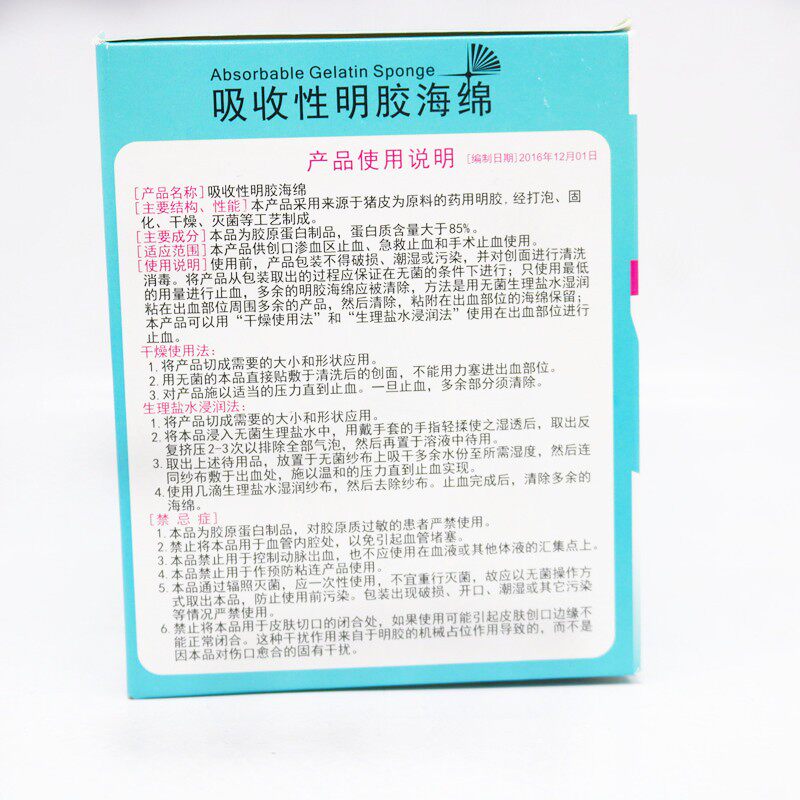 Absorbable Gelatin Sponge
吸收性明胶海绵
产品使用说明 [编制日期]2016年12月01日
[产品名称] 吸收性明胶海绵
[主要结构、性能] 本产品采用来源于猪皮为原料的药用明胶，经打泡、固
化、干燥、灭菌等工艺制成。
[主要成分] 本品为胶原蛋白制品，蛋白质含量大于85%。
[适应范围] 本产品供创口渗血区止血、急救止血和手术止血使用。
[使用说明] 使用前，产品包装不得破损、潮湿或污染，并对创面进行清洗
消毒。将产品从包装取出的过程应保证在无菌的条件下进行；只使用最低
的用量进行止血，多余的明胶海绵应被清除，方法是用无菌生理盐水湿润
粘在出血部位周围多余的产品，然后清除，粘附在出血部位的海绵保留；
本产品可以用“干燥使用法”和“生理盐水浸润法”使用在出血部位进行
止血。
干燥使用法：
1. 将产品切成需要的大小和形状应用。
2. 用无菌的本品直接贴敷于清洗后的创面，不能用力塞进出血部位。
3. 对产品施以适当的压力直到止血。一旦止血，多余部分须清除。
生理盐水浸润法：
1. 将产品切成需要的大小和形状应用。
2. 将本品浸入无菌生理盐水中，用戴手套的手指轻揉使之湿透后，取出反
复挤压2-3次以排除全部气泡，然后再置于溶液中待用。
3. 取出上述待用品，放置于无菌纱布上吸干多余水份至所需湿度，然后连
同纱布敷于出血处，施以温和的压力直到止血实现。
4. 使用几滴生理盐水湿润纱布，然后去除纱布。止血完成后，清除多余的
海绵。
[禁 忌 症]
1. 本品为胶原蛋白制品，对胶原质过敏的患者严禁使用。
2. 禁止将本品用于血管内腔处，以免引起血管堵塞。
3. 本品禁止用于控制动脉出血，也不应使用在血液或其他体液的汇集点上。
4. 本品禁止用于作预防粘连产品使用。
5. 本品通过辐照灭菌，应一次性使用，不宜重行灭菌，故应以无菌操作方
式取出本品，防止使用前污染。包装出现破损、开口、潮湿或其它污染
等情况严禁使用。
6. 禁止将本品用于皮肤切口的闭合处，如果使用可能引起皮肤创口边缘不
能正常闭合。这种干扰作用来自于明胶的机械占位作用导致的，而不是
因本品对伤口愈合的固有干扰。